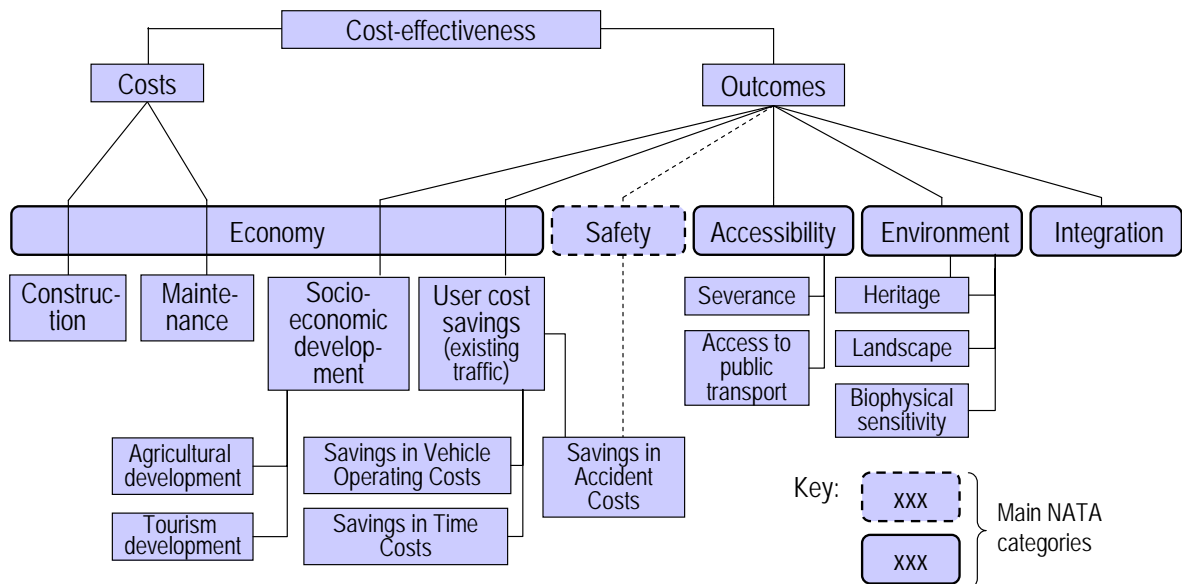 Cost-effectiveness
Costs
Outcomes
Economy
Safety
Accessibility
Environment
Integration
Construc-
tion
Mainte-
nance
Socio-
economic
develop-
ment
User cost
savings
(existing
traffic)
Severance
Access to
public
transport
Heritage
Landscape
Biophysical
sensitivity
Agricultural
development
Tourism
development
Savings in Vehicle
Operating Costs
Savings in Time
Costs
Savings in
Accident
Costs
Key:
xxx
xxx
Main NATA
categories